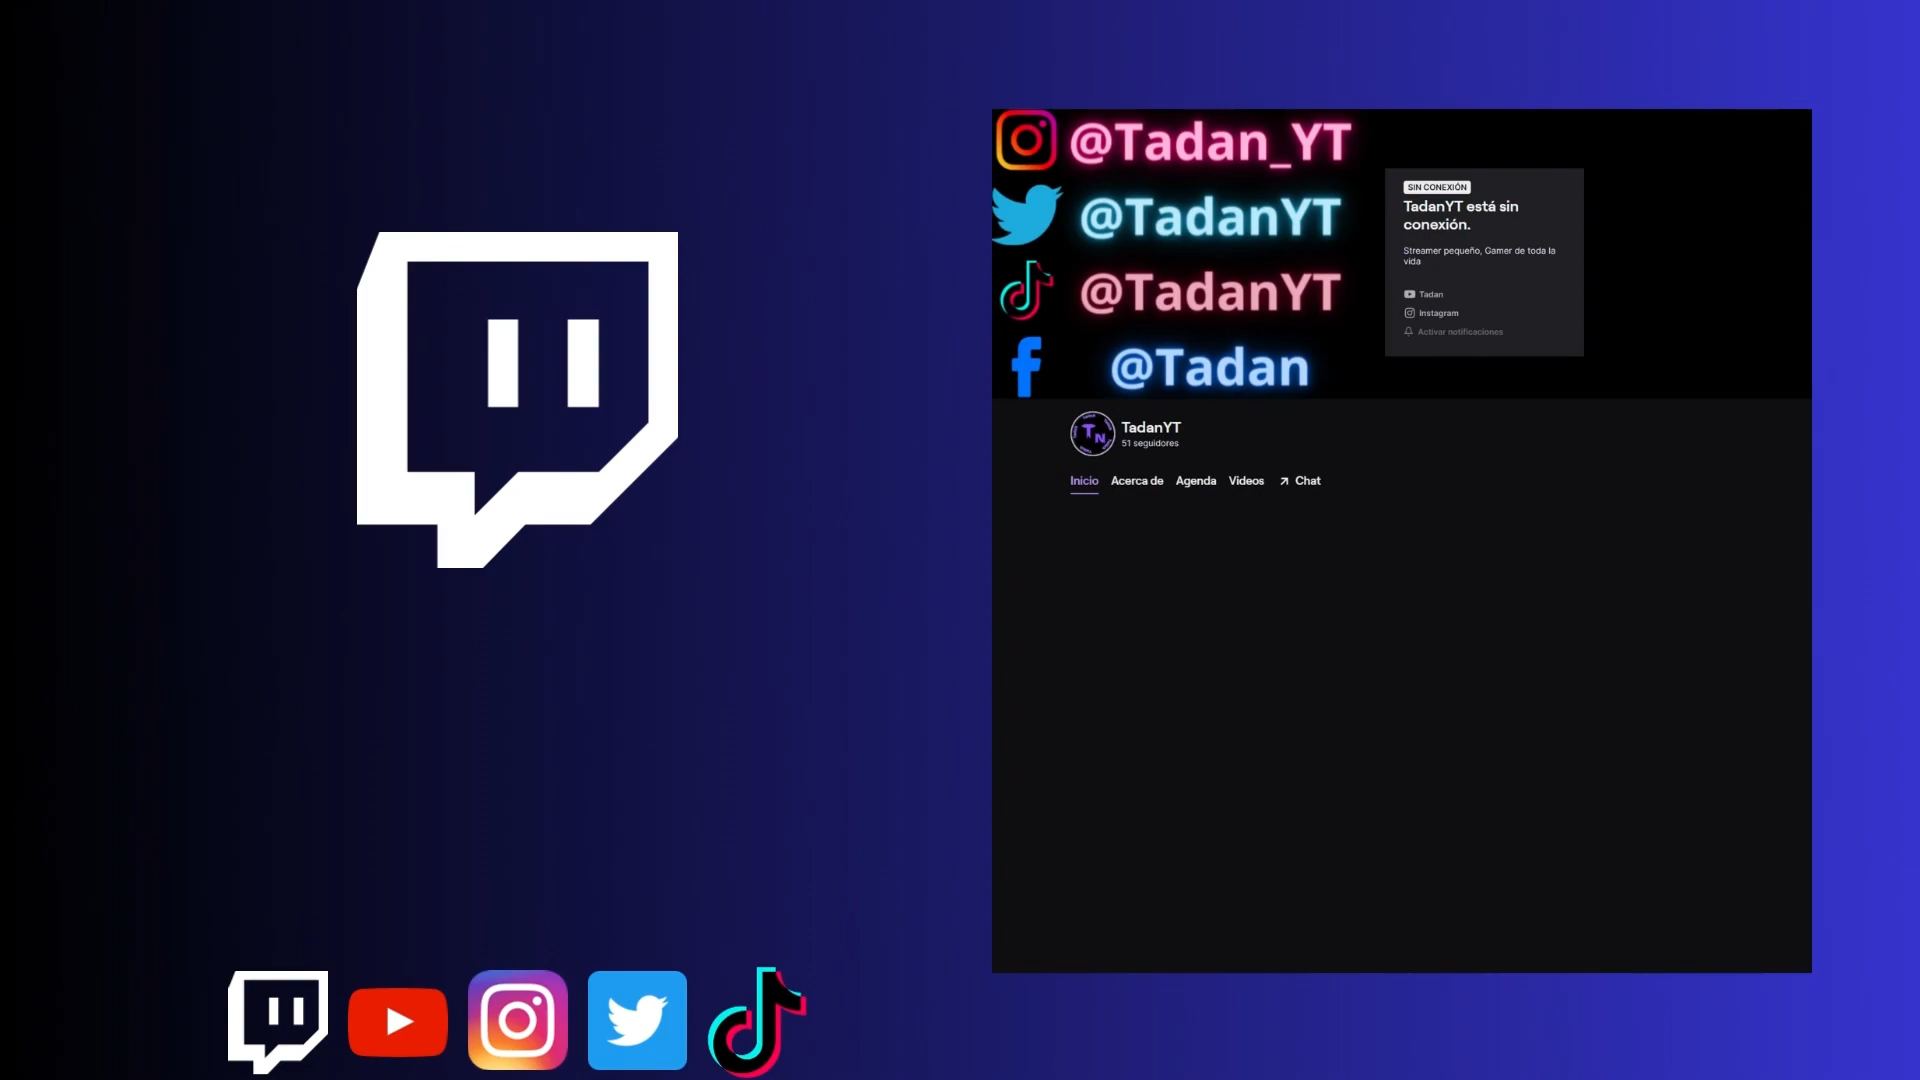 @Tadan_YT
@TadanYT
@TadanYT
@Tadan
SIN CONEXIÓN
TadanYT está sin
conexión.
Streamer pequeño, Gamer de toda la
vida
Tadan
Instagram
Activar notificaciones
TN
TadanYT
51 seguidores
Inicio Acerca de Agenda Videos Chat